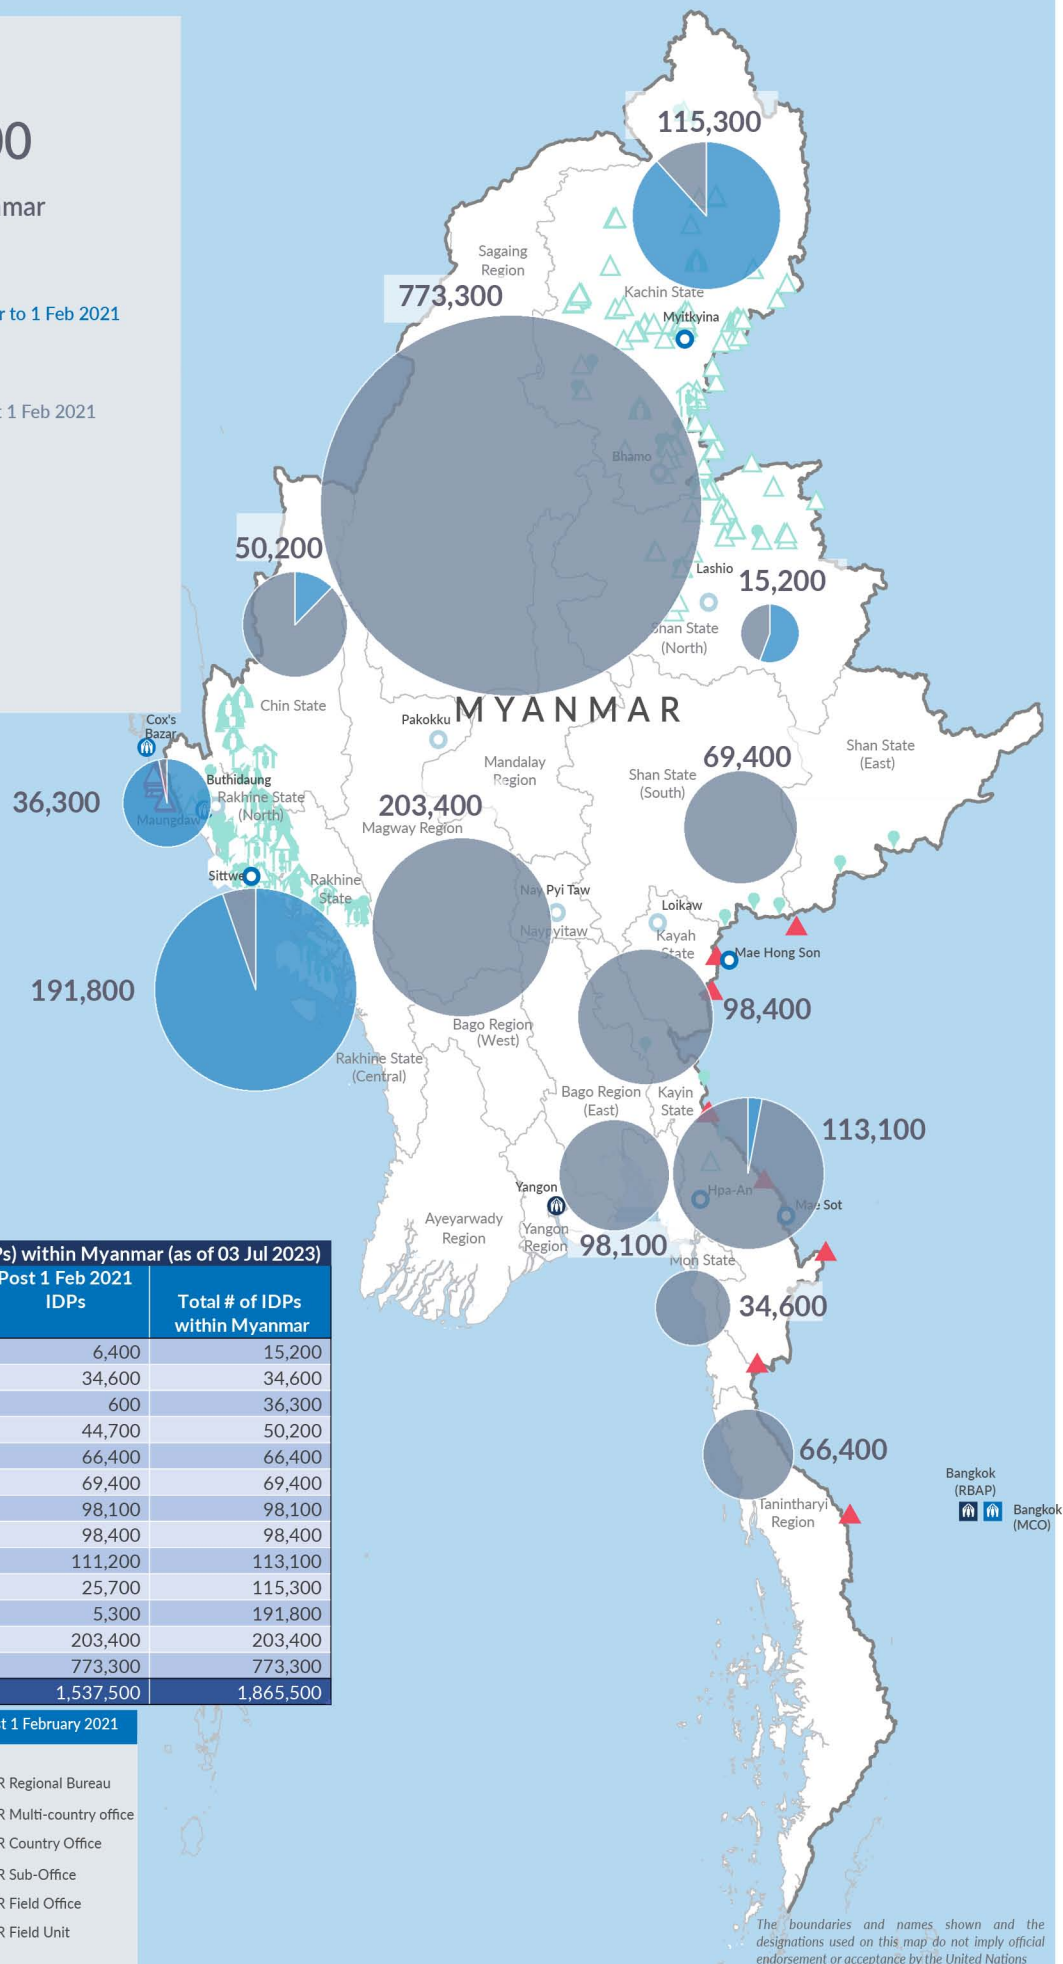 115,300
Sagaing
Region
773,300
Kachin State
Myitkyina
r to 1 Feb 2021
1 Feb 2021
Bhamo
50,200
Lashio
15,200
Shan State
(North)
Chin State
MYANMAR
Pakokku
Cox's
Bazar
Mandalay
Region
69,400
Shan State
(East)
Shan State
(South)
Buthidaung
Rakhine State
(North)
36,300
Maungdaw
203,400
Magway Region
Sittwe
Rakhine
State
Nay Pyi Taw
Naypyitaw
Loikaw
Kayah
State
Mae Hong Son
191,800
98,400
Bago Region
(West)
Rakhine State
(Central)
Bago Region
(East)
Kayin
State
113,100
Yangon
Hpa-An
Mae Sot
Ayeyarwady
Region
Yangon
Region
98,100
Mon State
34,600
66,400
Tanintharyi
Region
Bangkok
(RBAP)
Bangkok
(MCO)
Ps) within Myanmar (as of 03 Jul 2023)
Post 1 Feb 2021
IDPs
Total # of IDPs
within Myanmar
6,400 15,200
34,600 34,600
600 36,300
44,700 50,200
66,400 66,400
69,400 69,400
98,100 98,100
98,400 98,400
111,200 113,100
25,700 115,300
5,300 191,800
203,400 203,400
773,300 773,300
1,537,500 1,865,500
st 1 February 2021
R Regional Bureau
R Multi-country office
R Country Office
R Sub-Office
R Field Office
R Field Unit
The boundaries and names shown and the
designations used on this map do not imply official
endorsement or acceptance by the United Nations